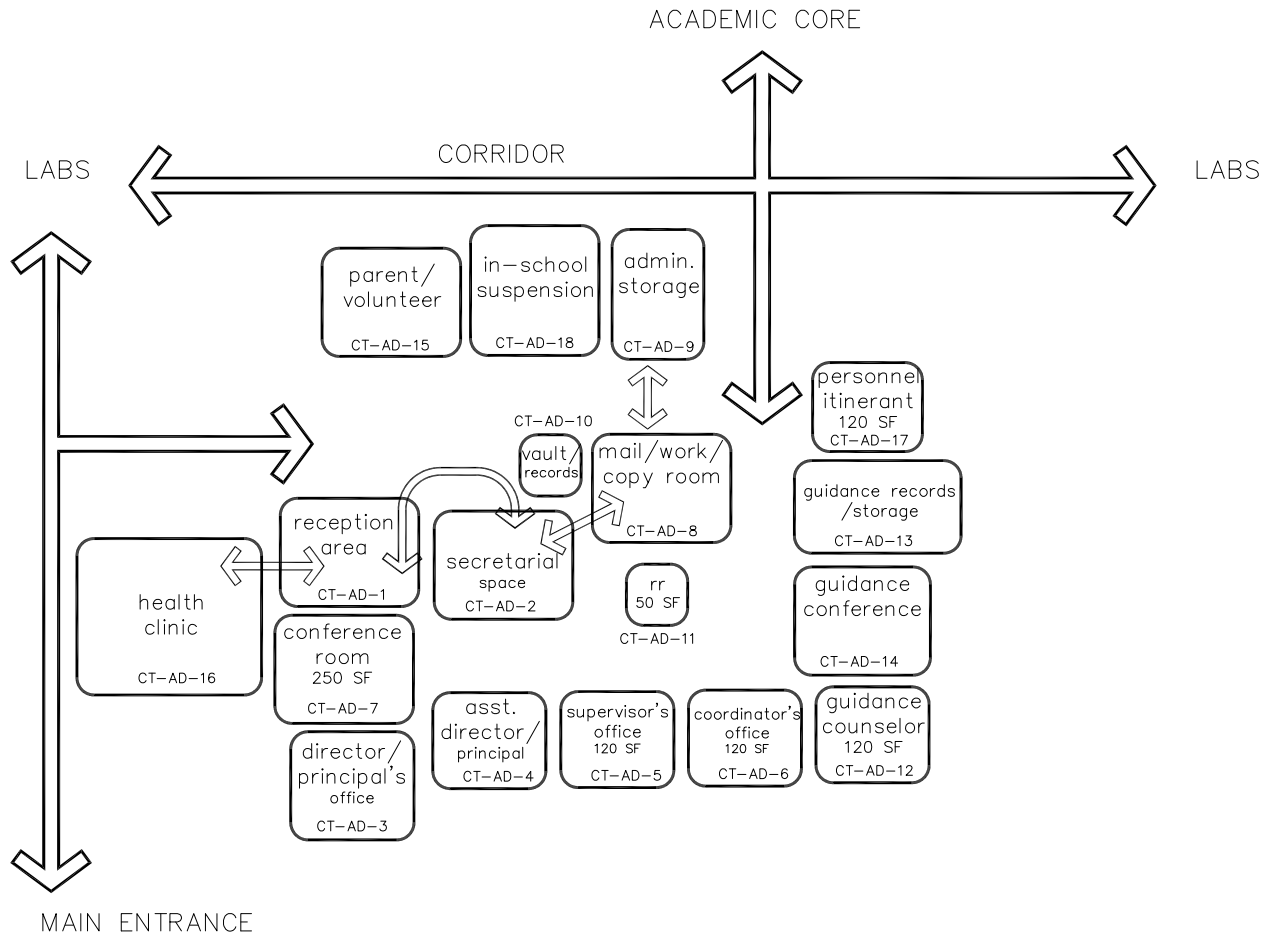 ACADEMIC CORE
CORRIDOR
LABS
LABS
parent/
volunteer
CT-AD-15
in-school
suspension
CT-AD-18
admin.
storage
CT-AD-9
personnel
itinerant
120 SF
CT-AD-17
CT-AD-10
vault/
records
mail/work/
copy room
CT-AD-8
guidance records
/storage
CT-AD-13
reception
area
CT-AD-1
secretarial
space
CT-AD-2
health
clinic
CT-AD-16
rr
50 SF
CT-AD-11
guidance
conference
CT-AD-14
conference
room
250 SF
CT-AD-7
director/
principal's
office
CT-AD-3
asst.
director/
principal
CT-AD-4
supervisor's
office
120 SF
CT-AD-5
coordinator's
office
120 SF
CT-AD-6
guidance
counselor
120 SF
CT-AD-12
MAIN ENTRANCE